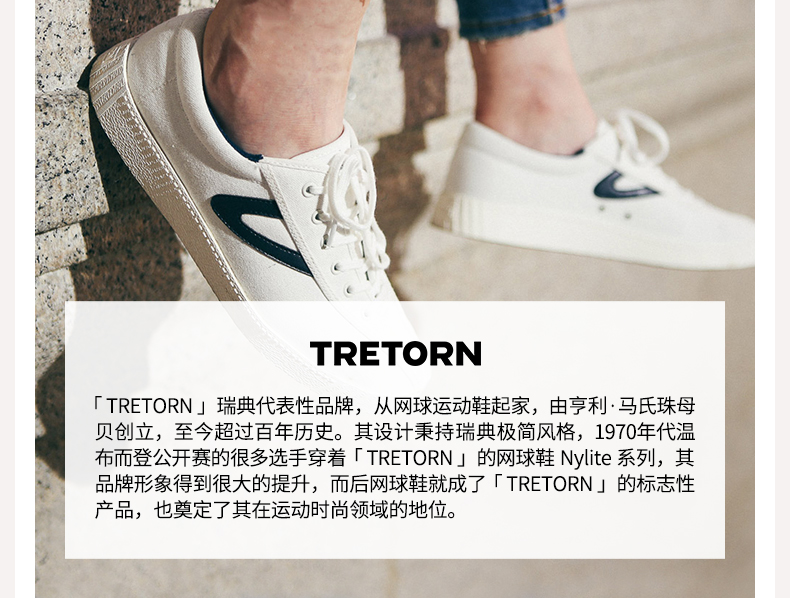 TRETORN
「TRETORN」瑞典代表性品牌，从网球运动鞋起家，由亨利·马氏珠母
贝创立，至今超过百年历史。其设计秉持瑞典极简风格，1970年代温
布而登公开赛的很多选手穿着「TRETORN」的网球鞋 Nylite 系列，其
品牌形象得到很大的提升，而后网球鞋就成了「TRETORN」的标志性
产品，也奠定了其在运动时尚领域的地位。